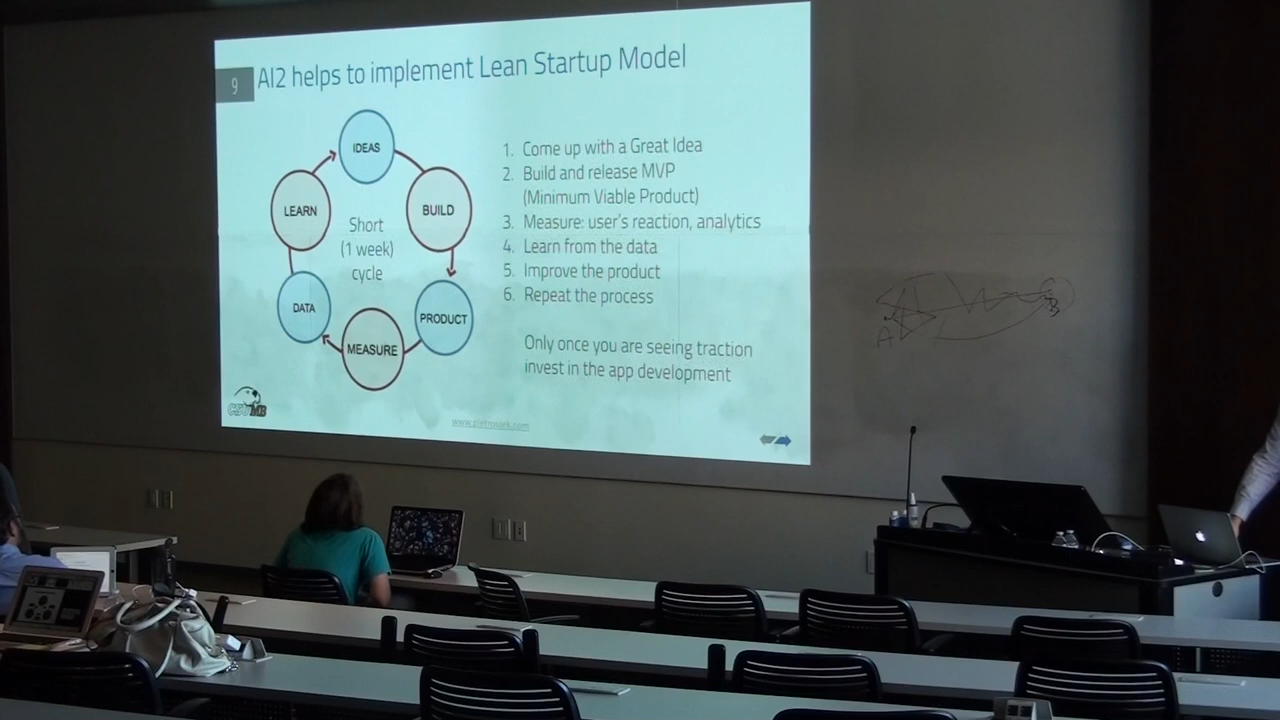 9
AI2 helps to implement Lean Startup Model
IDEAS
LEARN
BUILD
Short
(1 week)
cycle
DATA
PRODUCT
MEASURE
1. Come up with a Great Idea
2. Build and release MVP
(Minimum Viable Product)
3. Measure: user's reaction, analytics
4. Learn from the data
5. Improve the product
6. Repeat the process
Only once you are seeing traction
invest in the app development
CSUMB
A
B